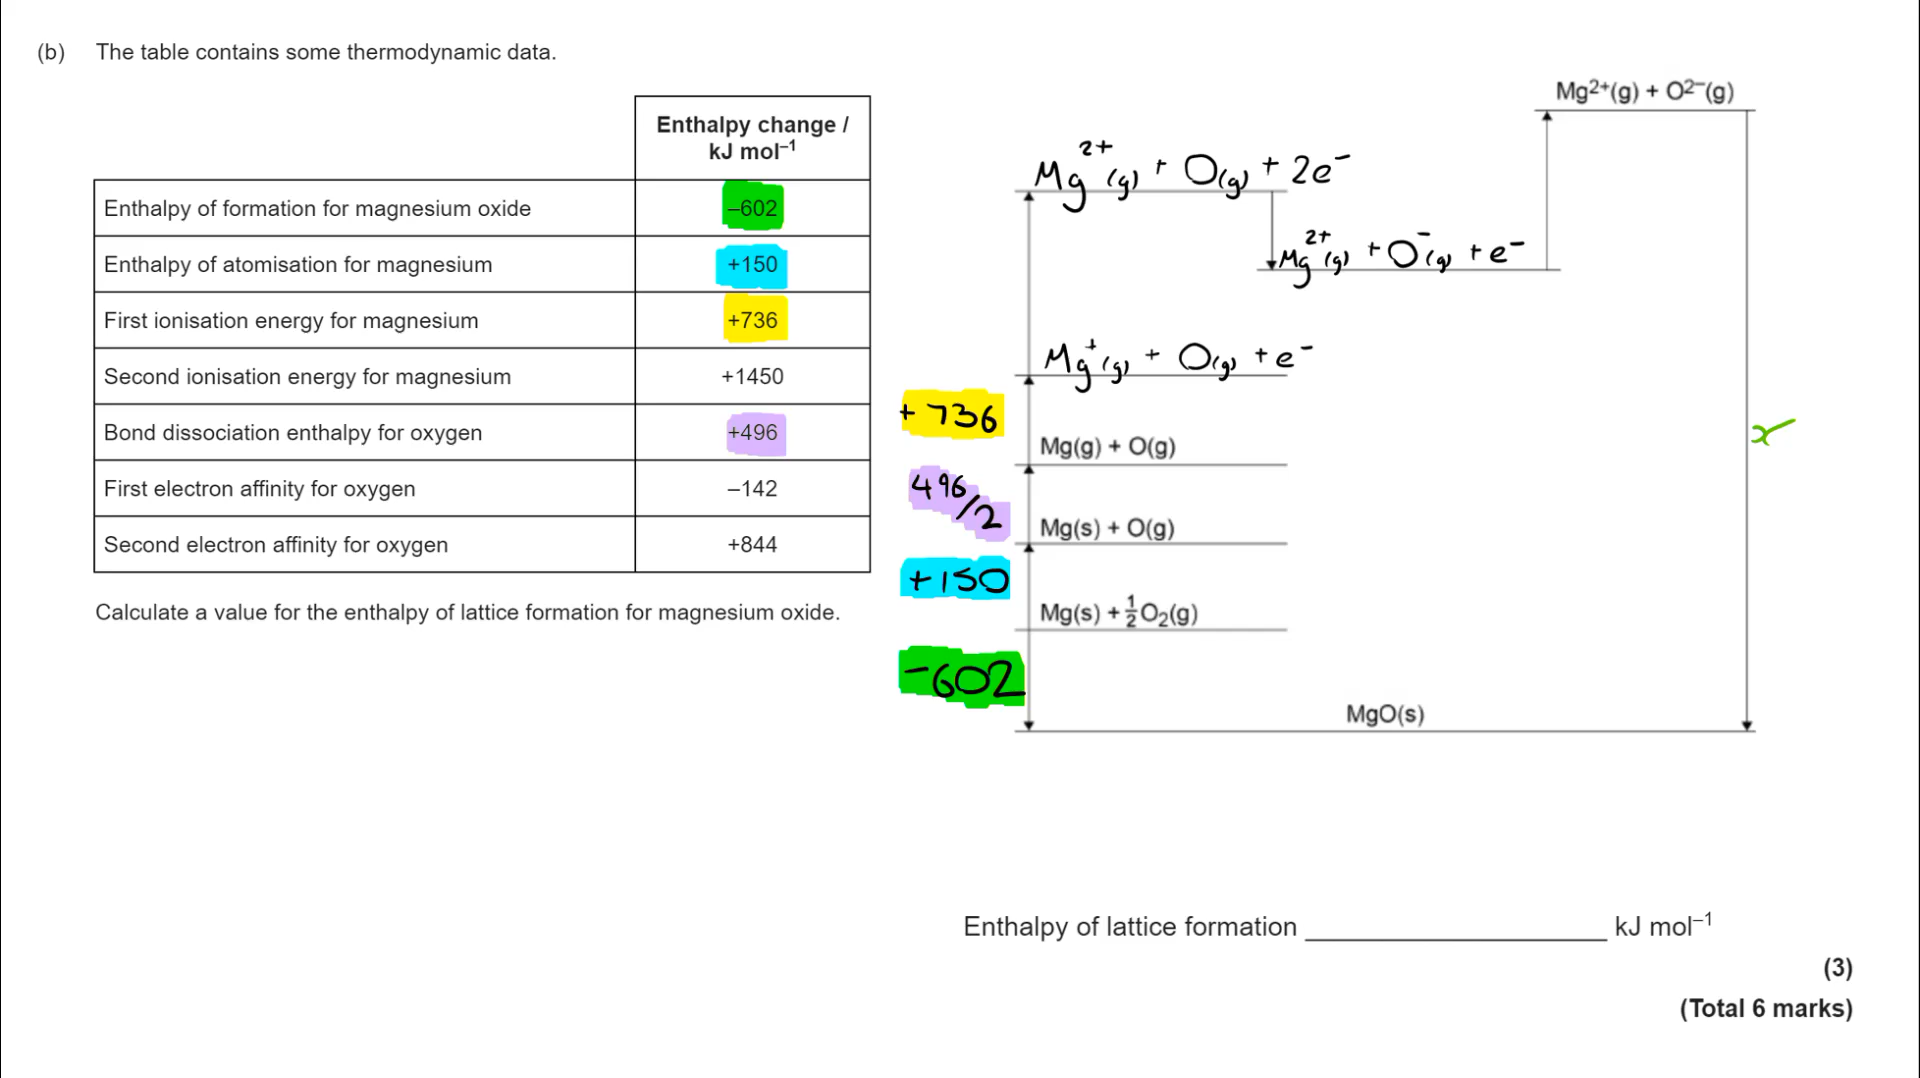 (b) The table contains some thermodynamic data.
Enthalpy change /
kJ mol⁻¹
Enthalpy of formation for magnesium oxide –602
Enthalpy of atomisation for magnesium +150
First ionisation energy for magnesium +736
Second ionisation energy for magnesium +1450
Bond dissociation enthalpy for oxygen +496
First electron affinity for oxygen –142
Second electron affinity for oxygen +844
Calculate a value for the enthalpy of lattice formation for magnesium oxide.
Mg²⁺(g) + O²⁻(g)
Mg²⁺(g) + O(g) + 2e⁻
Mg²⁺(g) + O⁻(g) + e⁻
Mg⁺(g) + O(g) + e⁻
+736
Mg(g) + O(g)
496/2
Mg(s) + O(g)
+150
Mg(s) + ½O₂(g)
-602
MgO(s)
x
Enthalpy of lattice formation ____________________ kJ mol⁻¹
(3)
(Total 6 marks)